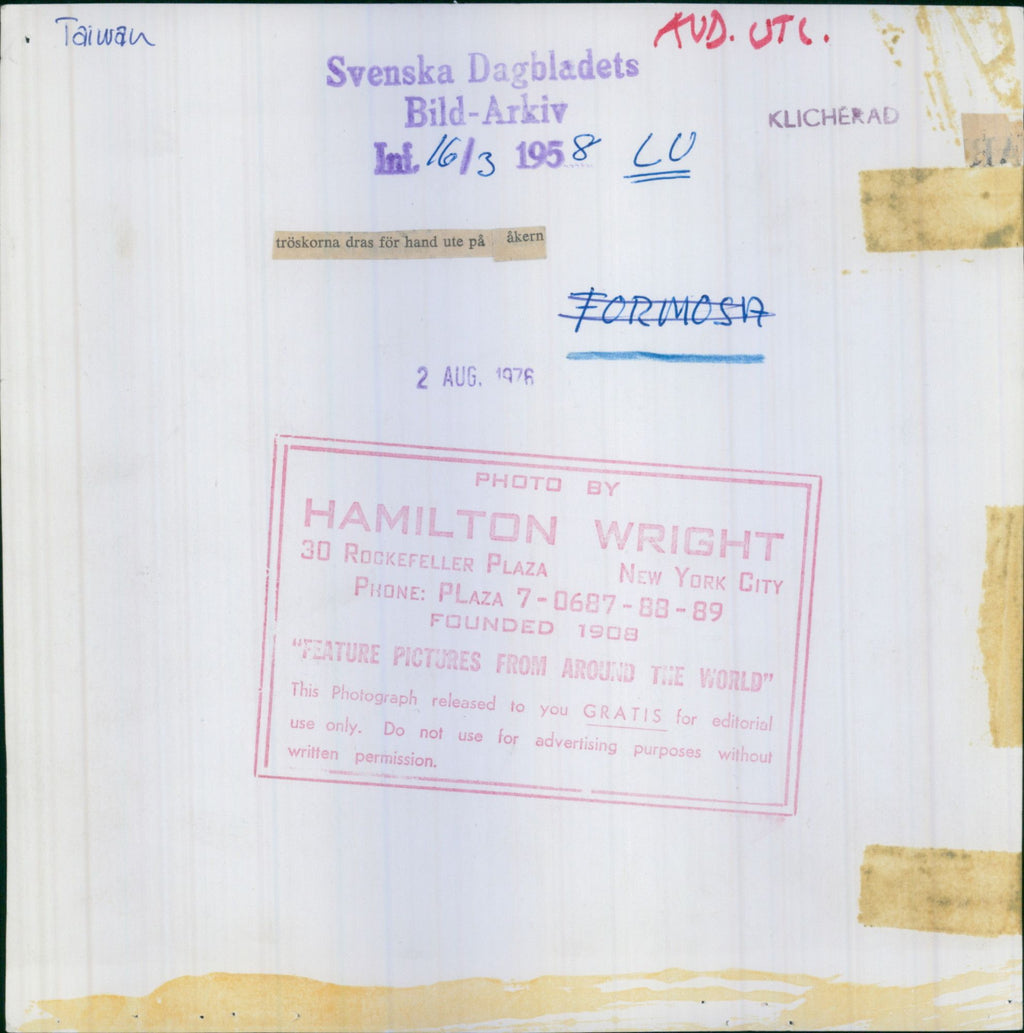 Taiwan
AVD. UTL.
Svenska Dagbladets
Bild-Arkiv
Inf. 16/3 1958 LU
KLICHERAD
AR
tröskorna dras för hand ute på åkern
FORMOSA
2 AUG. 1976
PHOTO BY
HAMILTON WRIGHT
30 ROCKEFELLER PLAZA NEW YORK CITY
PHONE: PLAZA 7-0687-88-89
FOUNDED 1908
"FEATURE PICTURES FROM AROUND THE WORLD"
This Photograph released to you GRATIS for editorial
use only. Do not use for advertising purposes without
written permission.